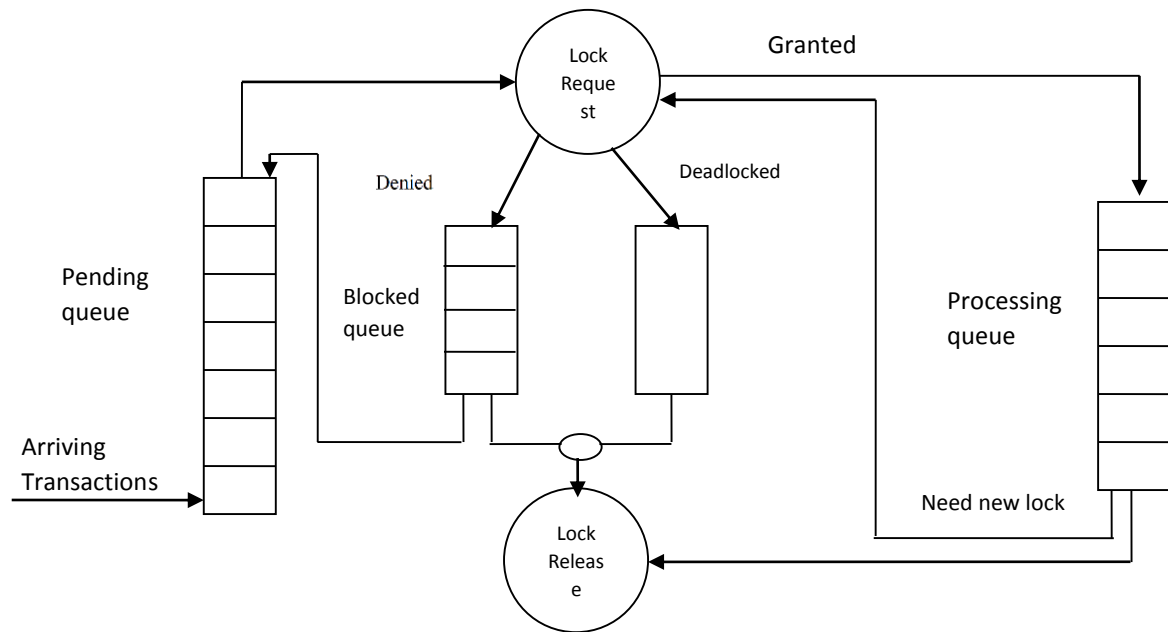 Lock
Reque
st
Granted
Denied
Deadlocked
Pending
queue
Blocked
queue
Processing
queue
Arriving
Transactions
Need new lock
Lock
Releas
e